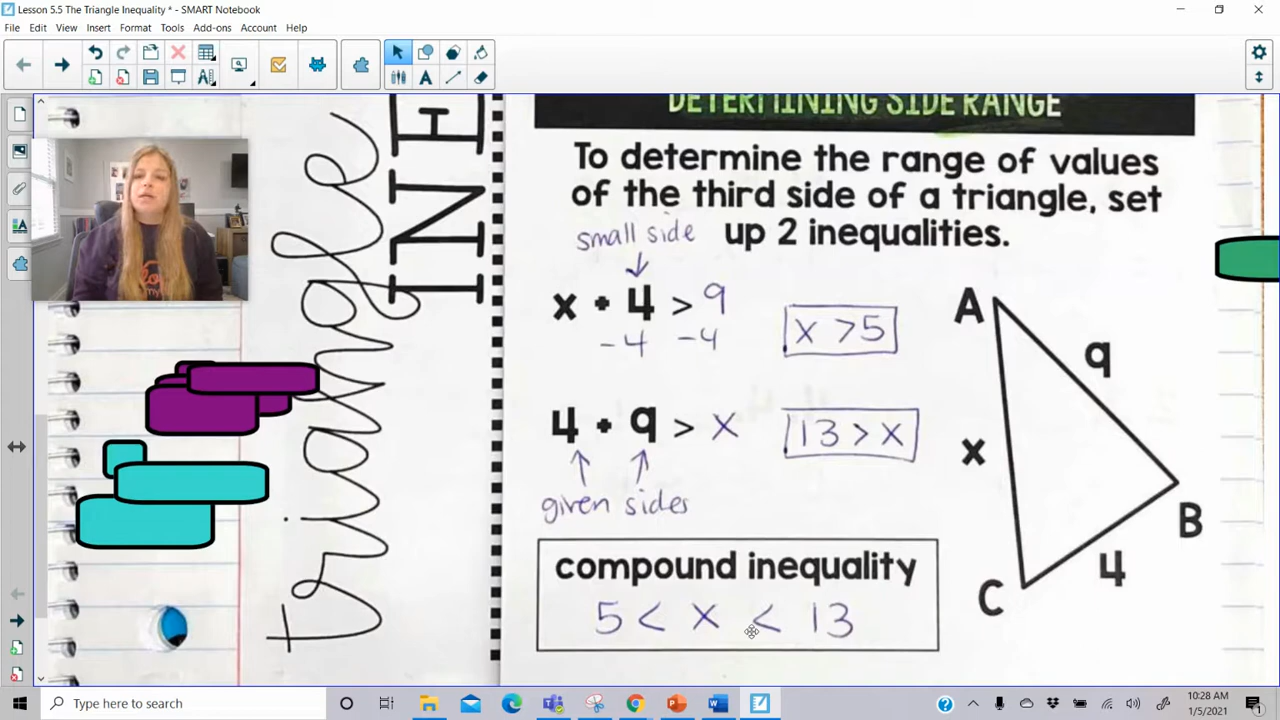 Lesson 5.5 The Triangle Inequality * - SMART Notebook
File Edit View Insert Format Tools Add-ons Account Help
triangle
INE
DETERMINING SIDE RANGE
To determine the range of values
of the third side of a triangle, set
up 2 inequalities.
small side
x + 4 > 9
-4 -4
x > 5
4 + 9 > x
13 > x
given sides
compound inequality
5 < x < 13
A
9
x
B
4
C
Type here to search
10:28 AM
1/5/2021